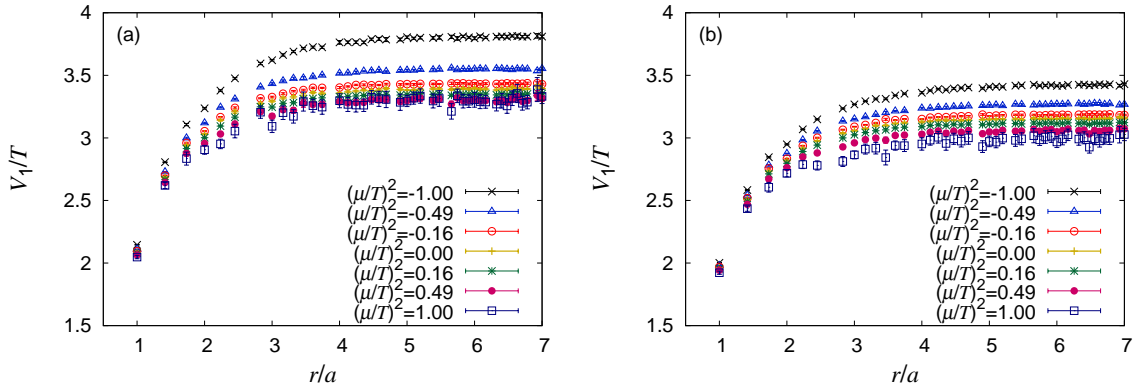 (a)
V1/T
4
3.5
3
2.5
2
1.5
(μ/T)²=-1.00
(μ/T)²=-0.49
(μ/T)²=-0.16
(μ/T)²=0.00
(μ/T)²=0.16
(μ/T)²=0.49
(μ/T)²=1.00
1 2 3 4 5 6 7
r/a
(b)
V1/T
4
3.5
3
2.5
2
1.5
(μ/T)²=-1.00
(μ/T)²=-0.49
(μ/T)²=-0.16
(μ/T)²=0.00
(μ/T)²=0.16
(μ/T)²=0.49
(μ/T)²=1.00
1 2 3 4 5 6 7
r/a